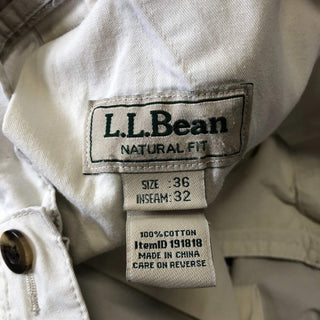 L.L.Bean
NATURAL FIT
SIZE :36
INSEAM:32
100% COTTON
ItemID 191818
MADE IN CHINA
CARE ON REVERSE